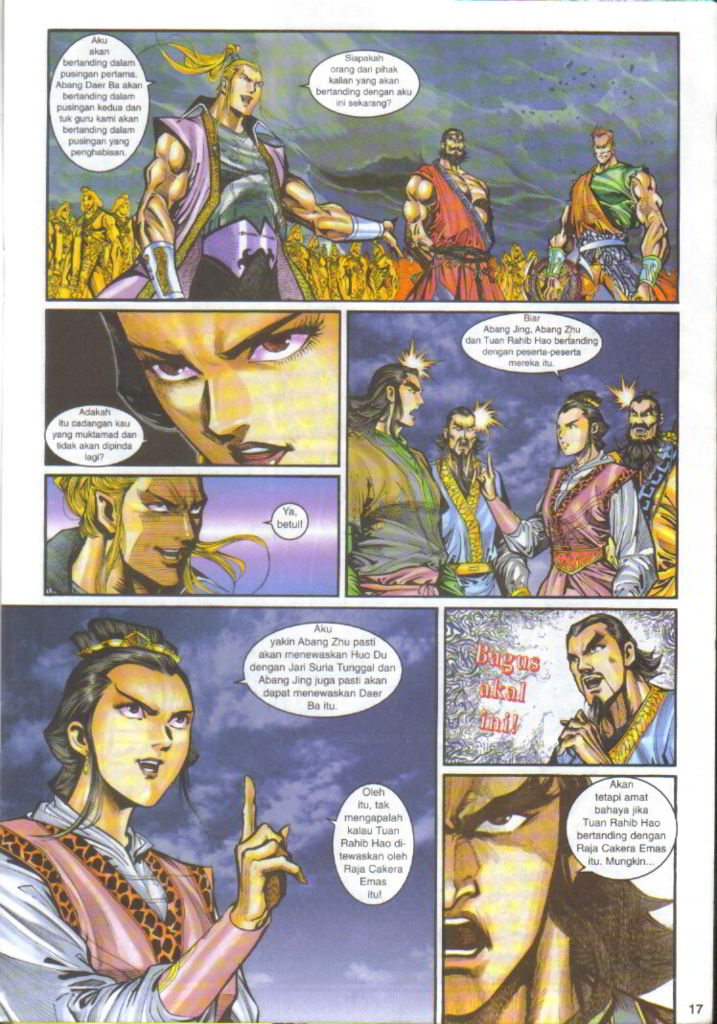 Aku
akan
bertanding dalam
pusingan pertama.
Abang Daer Ba akan
bertanding dalam
pusingan kedua dan
tuk guru kami akan
bertanding dalam
pusingan yang
penghabisan.
Siapakah
orang dari pihak
kalian yang akan
bertanding dengan aku
ini sekarang?
Adakah
itu cadangan kau
yang muktamad dan
tidak akan dipinda
lagi?
Ya,
betul!
Biar
Abang Jing, Abang Zhu
dan Tuan Rahib Hao bertanding
dengan peserta-peserta
mereka itu.
Aku
yakin Abang Zhu pasti
akan menewaskan Huo Du
dengan Jari Suria Tunggal dan
Abang Jing juga pasti akan
dapat menewaskan Daer
Ba itu.
Oleh
itu, tak
mengapalah
kalau Tuan
Rahib Hao di-
tewaskan oleh
Raja Cakera
Emas
itu!
Bagus
akal
ini!
Akan
tetapi amat
bahaya jika
Tuan Rahib Hao
bertanding dengan
Raja Cakera Emas
itu. Mungkin...
17